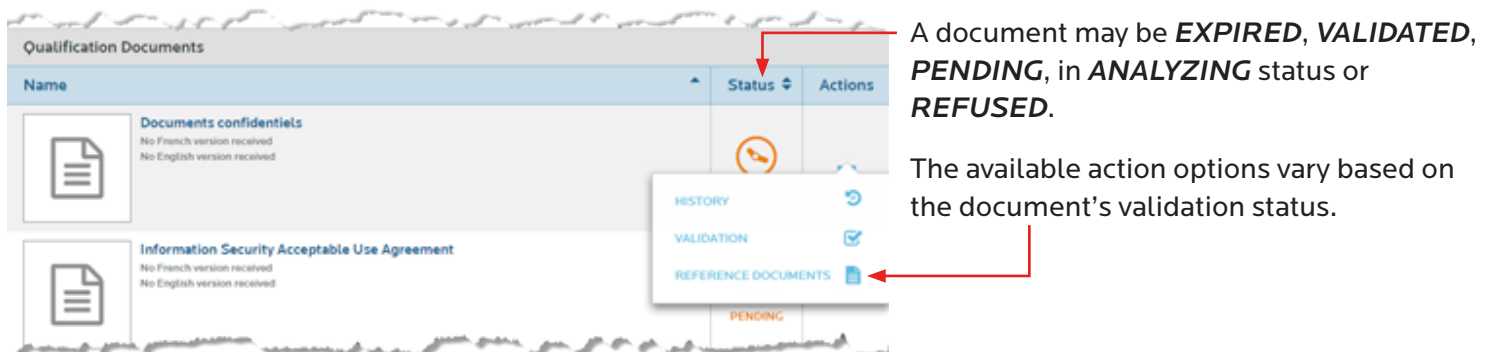 Qualification Documents
Name Status Actions
Documents confidentiels
No French version received
No English version received
HISTORY
VALIDATION
REFERENCE DOCUMENTS
Information Security Acceptable Use Agreement
No French version received
No English version received
PENDING
A document may be EXPIRED, VALIDATED,
PENDING, in ANALYZING status or
REFUSED.
The available action options vary based on
the document's validation status.